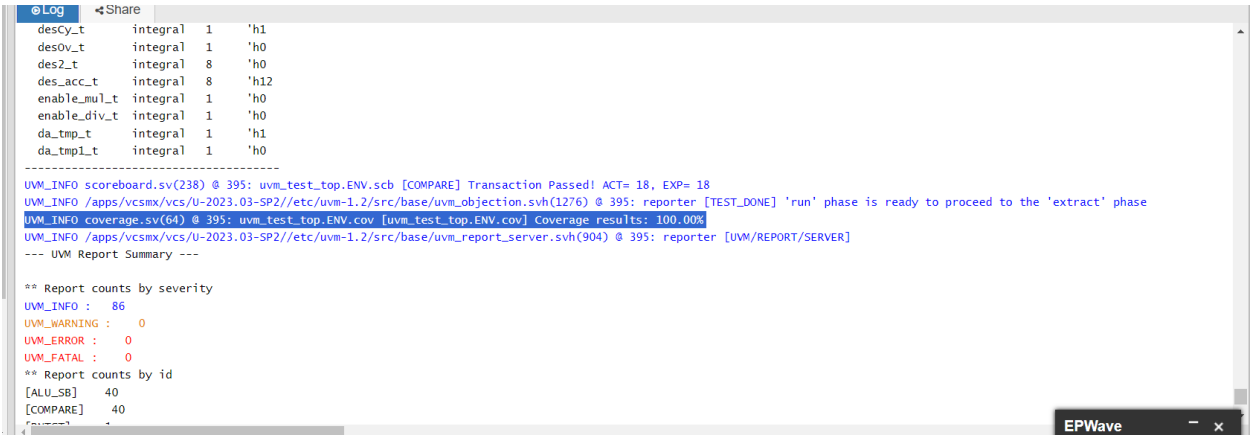 Log Share
desCy_t integral 1 'h1
desOv_t integral 1 'h0
des2_t integral 8 'h0
des_acc_t integral 8 'h12
enable_mul_t integral 1 'h0
enable_div_t integral 1 'h0
da_tmp_t integral 1 'h1
da_tmp1_t integral 1 'h0
--------------------------------------
UVM_INFO scoreboard.sv(238) @ 395: uvm_test_top.ENV.scb [COMPARE] Transaction Passed! ACT= 18, EXP= 18
UVM_INFO /apps/vcsmx/vcs/U-2023.03-SP2//etc/uvm-1.2/src/base/uvm_objection.svh(1276) @ 395: reporter [TEST_DONE] 'run' phase is ready to proceed to the 'extract' phase
UVM_INFO coverage.sv(64) @ 395: uvm_test_top.ENV.cov [uvm_test_top.ENV.cov] Coverage results: 100.00%
UVM_INFO /apps/vcsmx/vcs/U-2023.03-SP2//etc/uvm-1.2/src/base/uvm_report_server.svh(904) @ 395: reporter [UVM/REPORT/SERVER]
--- UVM Report Summary ---
** Report counts by severity
UVM_INFO : 86
UVM_WARNING : 0
UVM_ERROR : 0
UVM_FATAL : 0
** Report counts by id
[ALU_SB] 40
[COMPARE] 40
EPWave